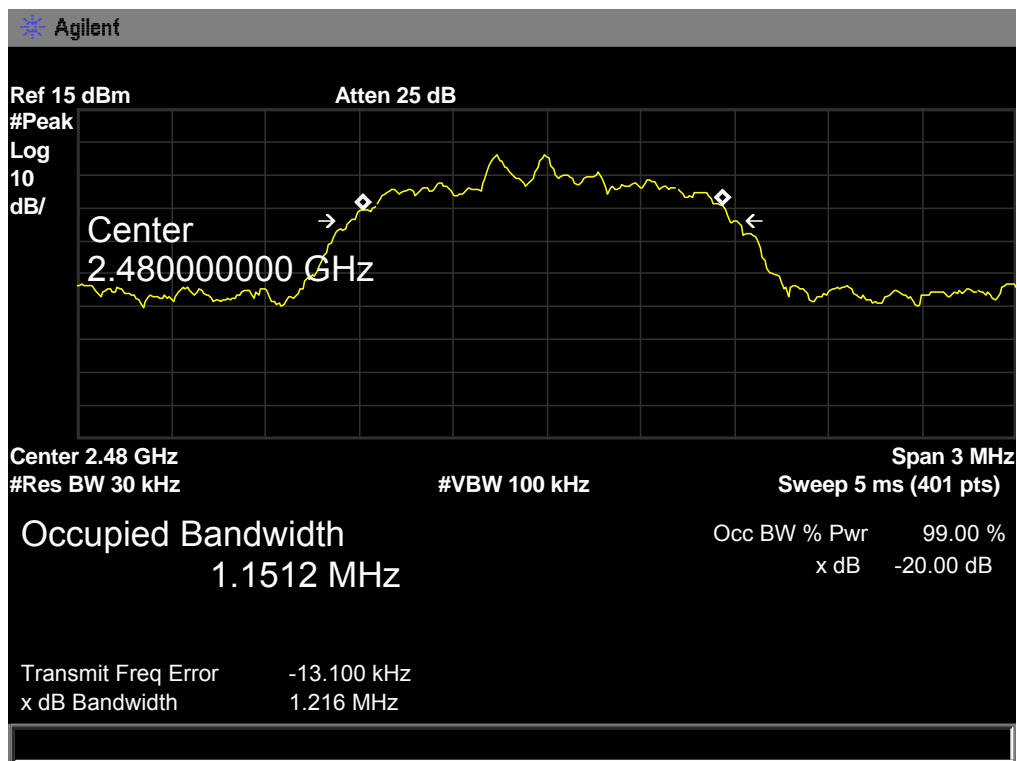 Agilent
Ref 15 dBm Atten 25 dB
#Peak
Log
10
dB/
Center
2.480000000 GHz
Center 2.48 GHz Span 3 MHz
#Res BW 30 kHz #VBW 100 kHz Sweep 5 ms (401 pts)
Occupied Bandwidth Occ BW % Pwr 99.00 %
1.1512 MHz x dB -20.00 dB
Transmit Freq Error -13.100 kHz
x dB Bandwidth 1.216 MHz